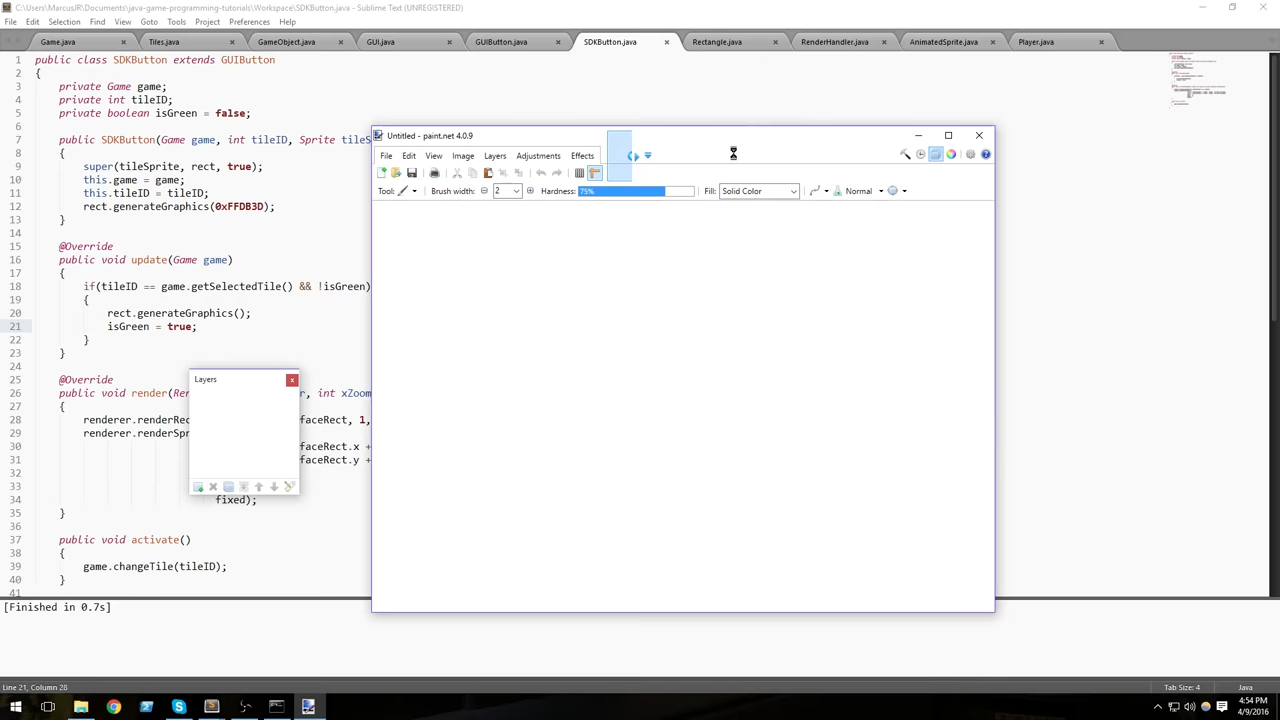 C:\Users\MarcusJR\Documents\java-game-programming-tutorials\Workspace\SDKButton.java - Sublime Text (UNREGISTERED)
File Edit Selection Find View Goto Tools Project Preferences Help
Game.java Tiles.java GameObject.java GUI.java GUIButton.java SDKButton.java Rectangle.java RenderHandler.java AnimatedSprite.java Player.java
1 public class SDKButton extends GUIButton
2 {
3 private Game game;
4 private int tileID;
5 private boolean isGreen = false;
6
7 public SDKButton(Game game, int tileID, Sprite tileS
8 {
9 super(tileSprite, rect, true);
10 this.game = game;
11 this.tileID = tileID;
12 rect.generateGraphics(0xFFDB3D);
13 }
14
15 @Override
16 public void update(Game game)
17 {
18 if(tileID == game.getSelectedTile() && !isGreen)
19 {
20 rect.generateGraphics();
21 isGreen = true;
22 }
23 }
24
25 @Override
26 public void render(Re , int xZoom
27 {
28 renderer.renderRec faceRect, 1,
29 renderer.renderSpr
30 faceRect.x +
31 faceRect.y +
32
33
34 fixed);
35 }
36
37 public void activate()
38 {
39 game.changeTile(tileID);
40 }
41
Untitled - paint.net 4.0.9
File Edit View Image Layers Adjustments Effects
Tool: Brush width: 2 Hardness: 75% Fill: Solid Color Normal
Layers
[Finished in 0.7s]
Line 21, Column 28 Tab Size: 4 Java
4:54 PM
4/9/2016